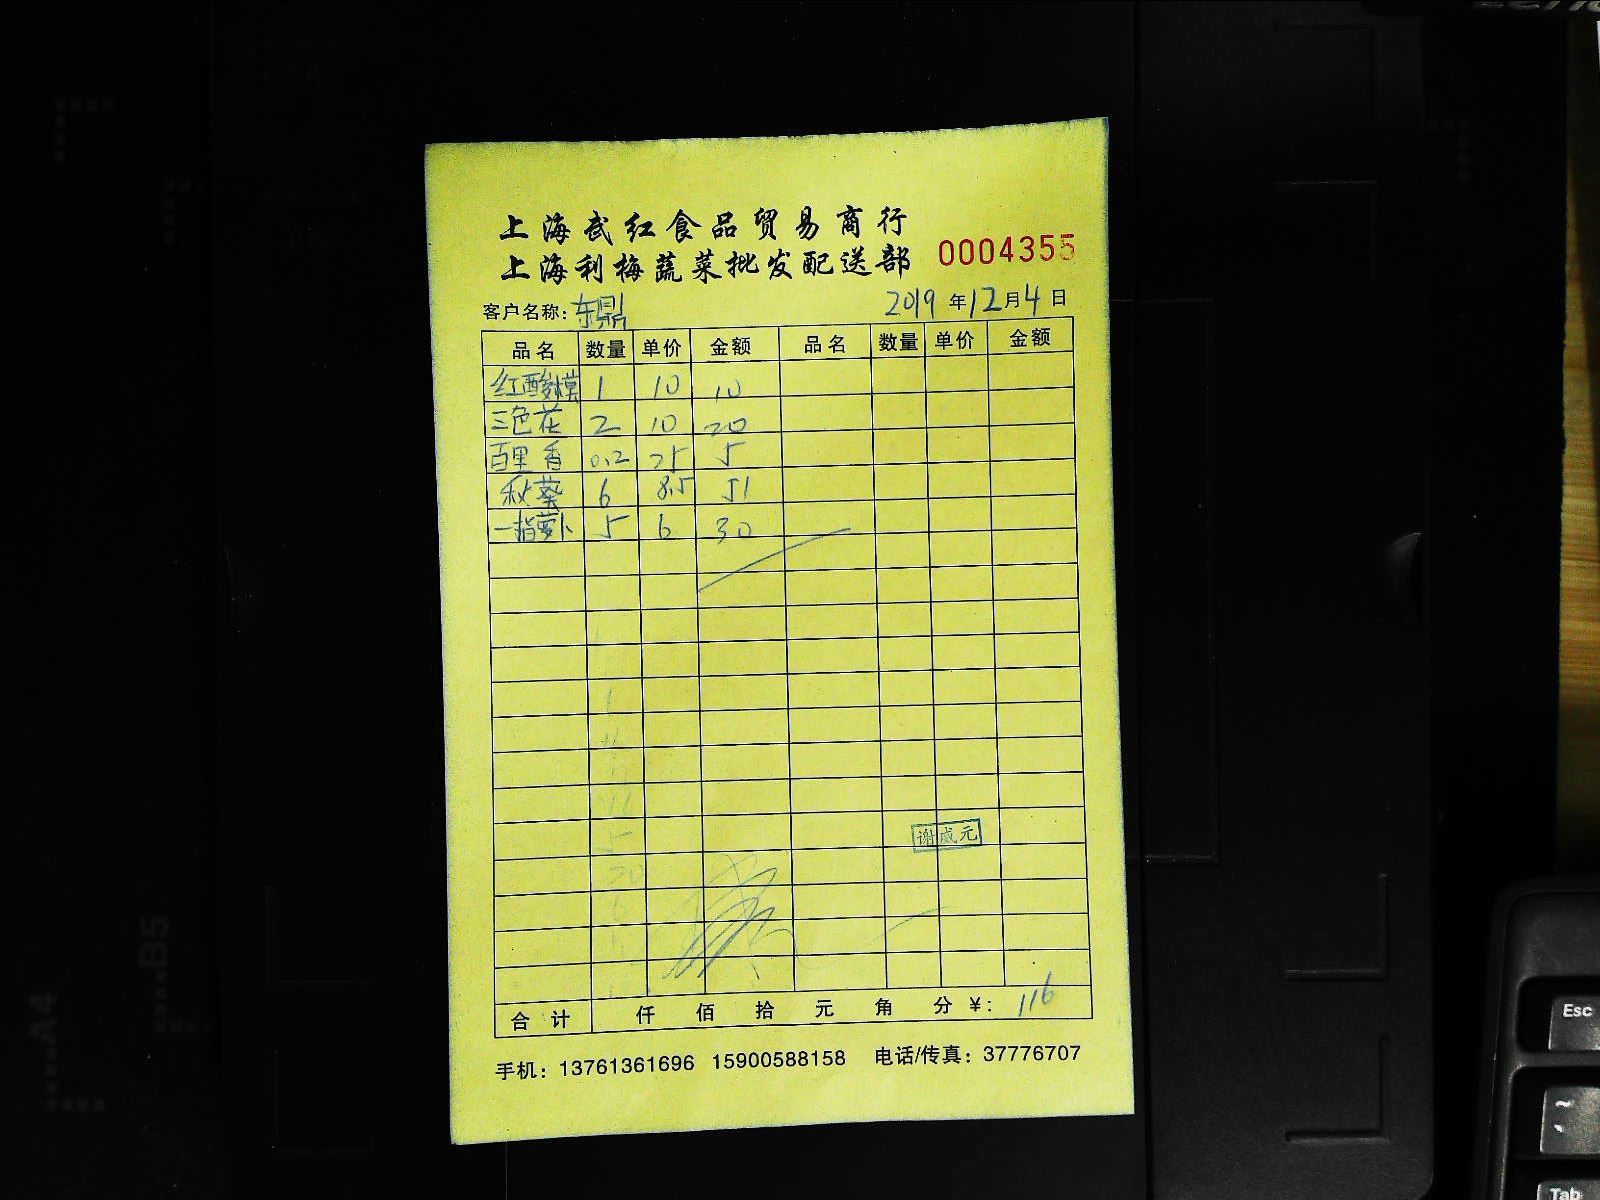 上海武红食品贸易商行
上海利梅蔬菜批发配送部 0004355
客户名称: 东鼎 2019 年 12 月 4 日
品名 数量 单价 金额 品名 数量 单价 金额
红酸模 1 10 10
三色花 2 10 20
百里香 0.2 25 5
秋葵 6 8.5 51
一指萝卜 5 6 30
谢威元
合计 仟 佰 拾 元 角 分 ¥: 116
手机: 13761361696 15900588158 电话/传真: 37776707
A4
B5
Esc
~
Tab